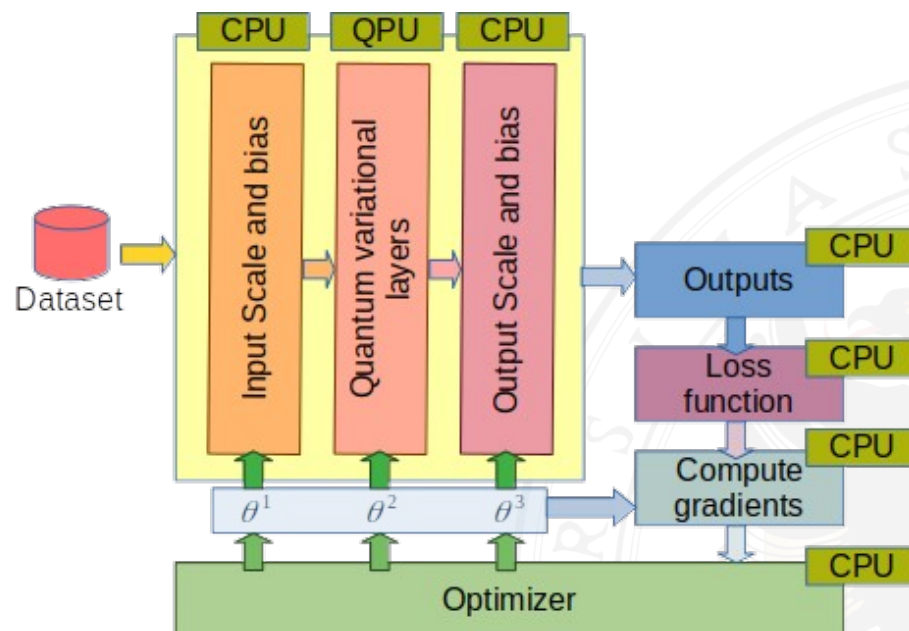 CPU
QPU
CPU
Input Scale and bias
Quantum variational
layers
Output Scale and bias
Dataset
CPU
Outputs
CPU
Loss
function
CPU
Compute
gradients
θ¹
θ²
θ³
CPU
Optimizer